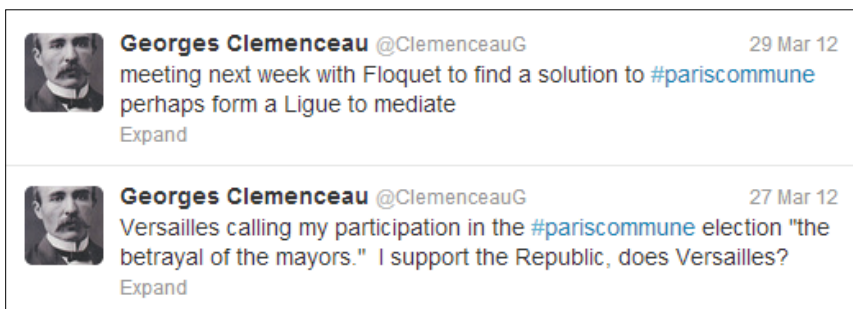 Georges Clemenceau @ClemenceauG 29 Mar 12
meeting next week with Floquet to find a solution to #pariscommune
perhaps form a Ligue to mediate
Expand
Georges Clemenceau @ClemenceauG 27 Mar 12
Versailles calling my participation in the #pariscommune election "the
betrayal of the mayors."  I support the Republic, does Versailles?
Expand